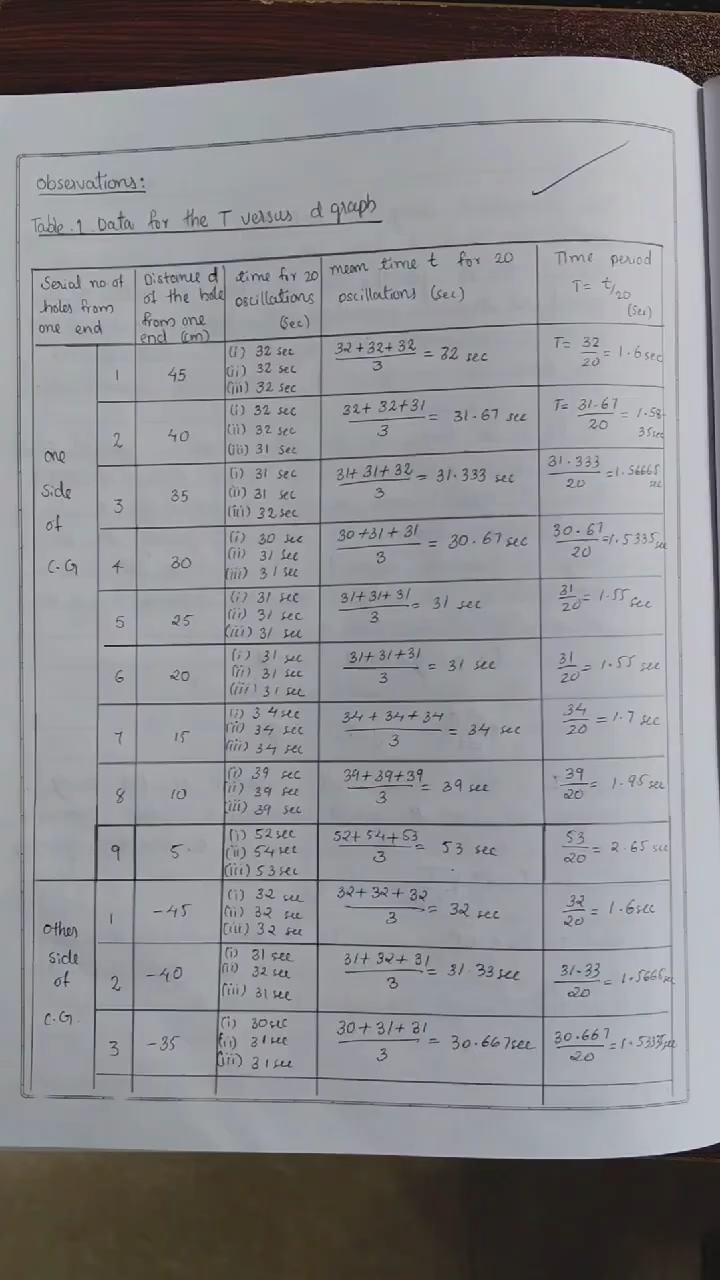 Observations:
Table.1. Data for the T versus d graph
Serial no. of holes from one end | Distance d of the hole from one end (cm) | time for 20 oscillations (sec) | mean time t for 20 oscillations (sec) | Time period T = t/20 (sec)
one side of C.G
1 | 45 | (i) 32 sec (ii) 32 sec (iii) 32 sec | 32+32+32/3 = 32 sec | T= 32/20 = 1.6 sec
2 | 40 | (i) 32 sec (ii) 32 sec (iii) 31 sec | 32+32+31/3 = 31.67 sec | T= 31.67/20 = 1.5835 sec
3 | 35 | (i) 31 sec (ii) 31 sec (iii) 32 sec | 31+31+32/3 = 31.333 sec | 31.333/20 = 1.56665 sec
4 | 30 | (i) 30 sec (ii) 31 sec (iii) 31 sec | 30+31+31/3 = 30.67 sec | 30.67/20 = 1.5335 sec
5 | 25 | (i) 31 sec (ii) 31 sec (iii) 31 sec | 31+31+31/3 = 31 sec | 31/20 = 1.55 sec
6 | 20 | (i) 31 sec (ii) 31 sec (iii) 31 sec | 31+31+31/3 = 31 sec | 31/20 = 1.55 sec
7 | 15 | (i) 34 sec (ii) 34 sec (iii) 34 sec | 34+34+34/3 = 34 sec | 34/20 = 1.7 sec
8 | 10 | (i) 39 sec (ii) 39 sec (iii) 39 sec | 39+39+39/3 = 39 sec | 39/20 = 1.95 sec
9 | 5 | (i) 52 sec (ii) 54 sec (iii) 53 sec | 52+54+53/3 = 53 sec | 53/20 = 2.65 sec
other side of C.G.
1 | -45 | (i) 32 sec (ii) 32 sec (iii) 32 sec | 32+32+32/3 = 32 sec | 32/20 = 1.6 sec
2 | -40 | (i) 31 sec (ii) 32 sec (iii) 31 sec | 31+32+31/3 = 31.33 sec | 31.33/20 = 1.5665 sec
3 | -35 | (i) 30 sec (ii) 31 sec (iii) 31 sec | 30+31+31/3 = 30.667 sec | 30.667/20